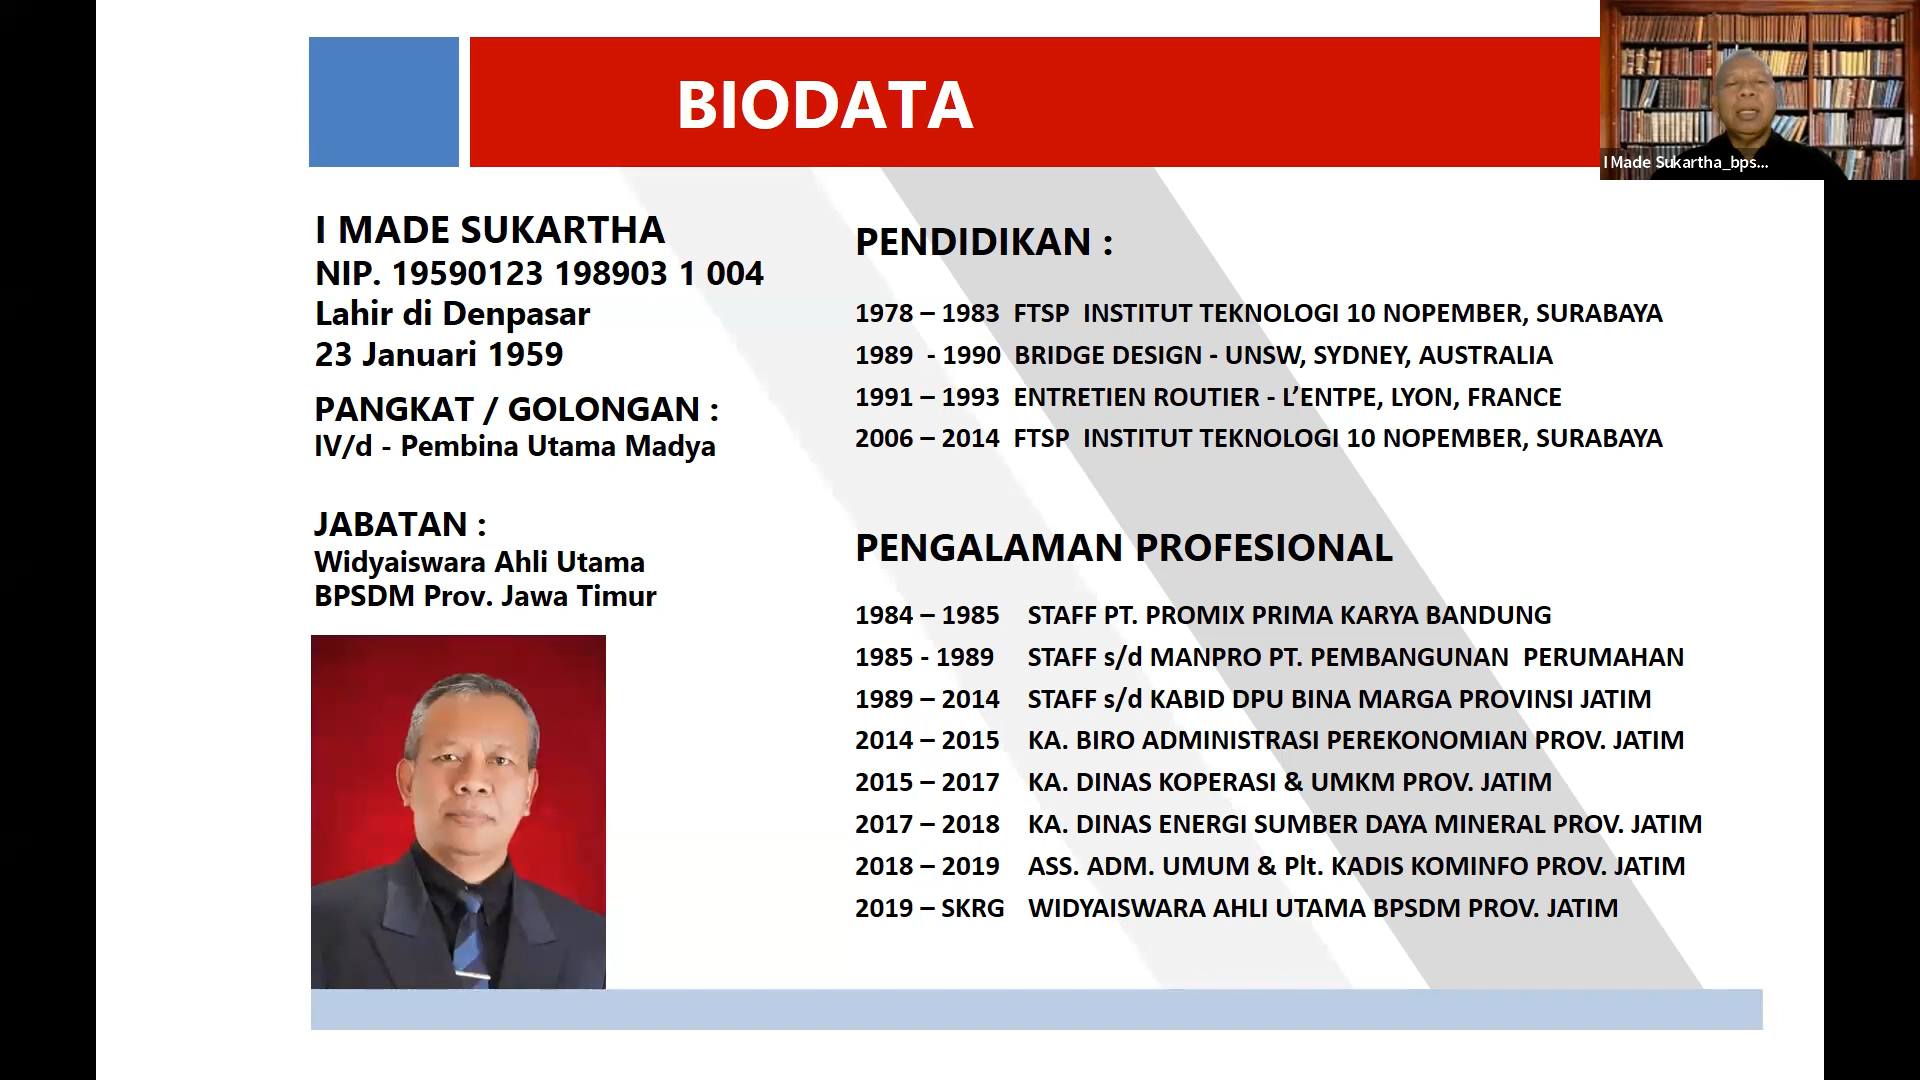 BIODATA
I Made Sukartha_bps...
I MADE SUKARTHA
NIP. 19590123 198903 1 004
Lahir di Denpasar
23 Januari 1959
PANGKAT / GOLONGAN :
IV/d - Pembina Utama Madya
JABATAN :
Widyaiswara Ahli Utama
BPSDM Prov. Jawa Timur
PENDIDIKAN :
1978 – 1983 FTSP INSTITUT TEKNOLOGI 10 NOPEMBER, SURABAYA
1989 - 1990 BRIDGE DESIGN - UNSW, SYDNEY, AUSTRALIA
1991 – 1993 ENTRETIEN ROUTIER - L’ENTPE, LYON, FRANCE
2006 – 2014 FTSP INSTITUT TEKNOLOGI 10 NOPEMBER, SURABAYA
PENGALAMAN PROFESIONAL
1984 – 1985 STAFF PT. PROMIX PRIMA KARYA BANDUNG
1985 - 1989 STAFF s/d MANPRO PT. PEMBANGUNAN PERUMAHAN
1989 – 2014 STAFF s/d KABID DPU BINA MARGA PROVINSI JATIM
2014 – 2015 KA. BIRO ADMINISTRASI PEREKONOMIAN PROV. JATIM
2015 – 2017 KA. DINAS KOPERASI & UMKM PROV. JATIM
2017 – 2018 KA. DINAS ENERGI SUMBER DAYA MINERAL PROV. JATIM
2018 – 2019 ASS. ADM. UMUM & Plt. KADIS KOMINFO PROV. JATIM
2019 – SKRG WIDYAISWARA AHLI UTAMA BPSDM PROV. JATIM